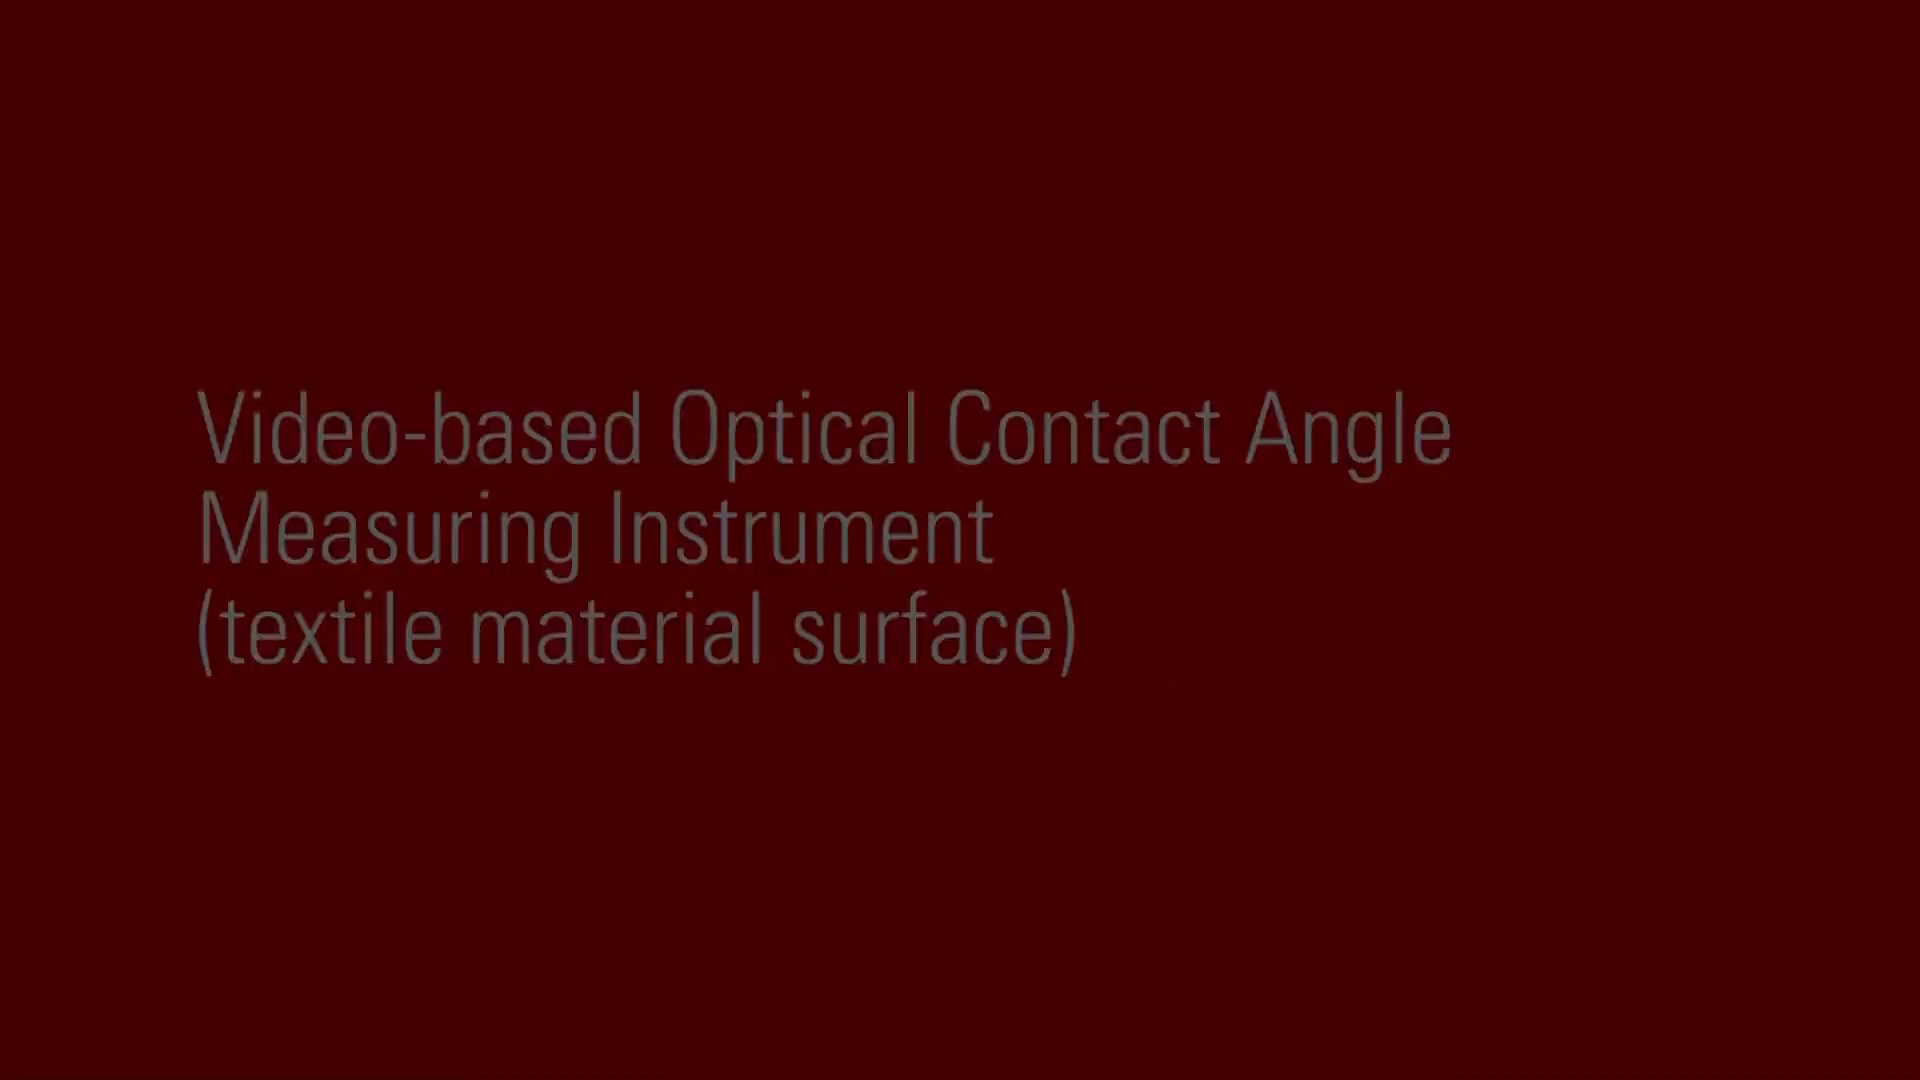 Video-based Optical Contact Angle
Measuring Instrument
(textile material surface)